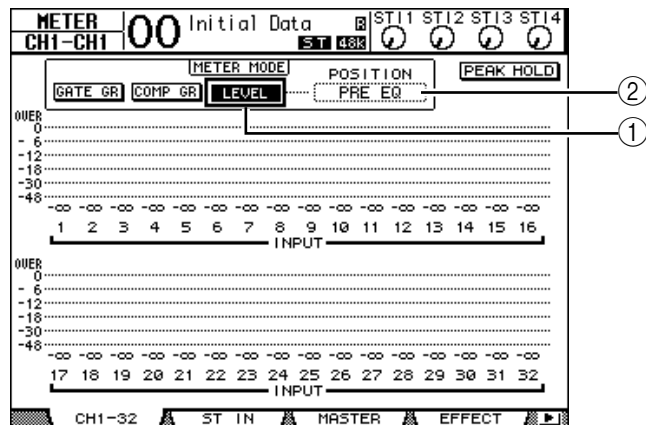 METER
CH1-CH1
00
Initial Data
R
ST 48k
ST11 ST12 ST13 ST14
METER MODE
GATE GR COMP GR LEVEL
POSITION
PRE EQ
PEAK HOLD
2
1
OVER
0
- 6
-12
-18
-30
-48
-∞ -∞ -∞ -∞ -∞ -∞ -∞ -∞ -∞ -∞ -∞ -∞ -∞ -∞ -∞ -∞
1 2 3 4 5 6 7 8 9 10 11 12 13 14 15 16
INPUT
OVER
0
- 6
-12
-18
-30
-48
-∞ -∞ -∞ -∞ -∞ -∞ -∞ -∞ -∞ -∞ -∞ -∞ -∞ -∞ -∞ -∞
17 18 19 20 21 22 23 24 25 26 27 28 29 30 31 32
INPUT
CH1-32 ST IN MASTER EFFECT